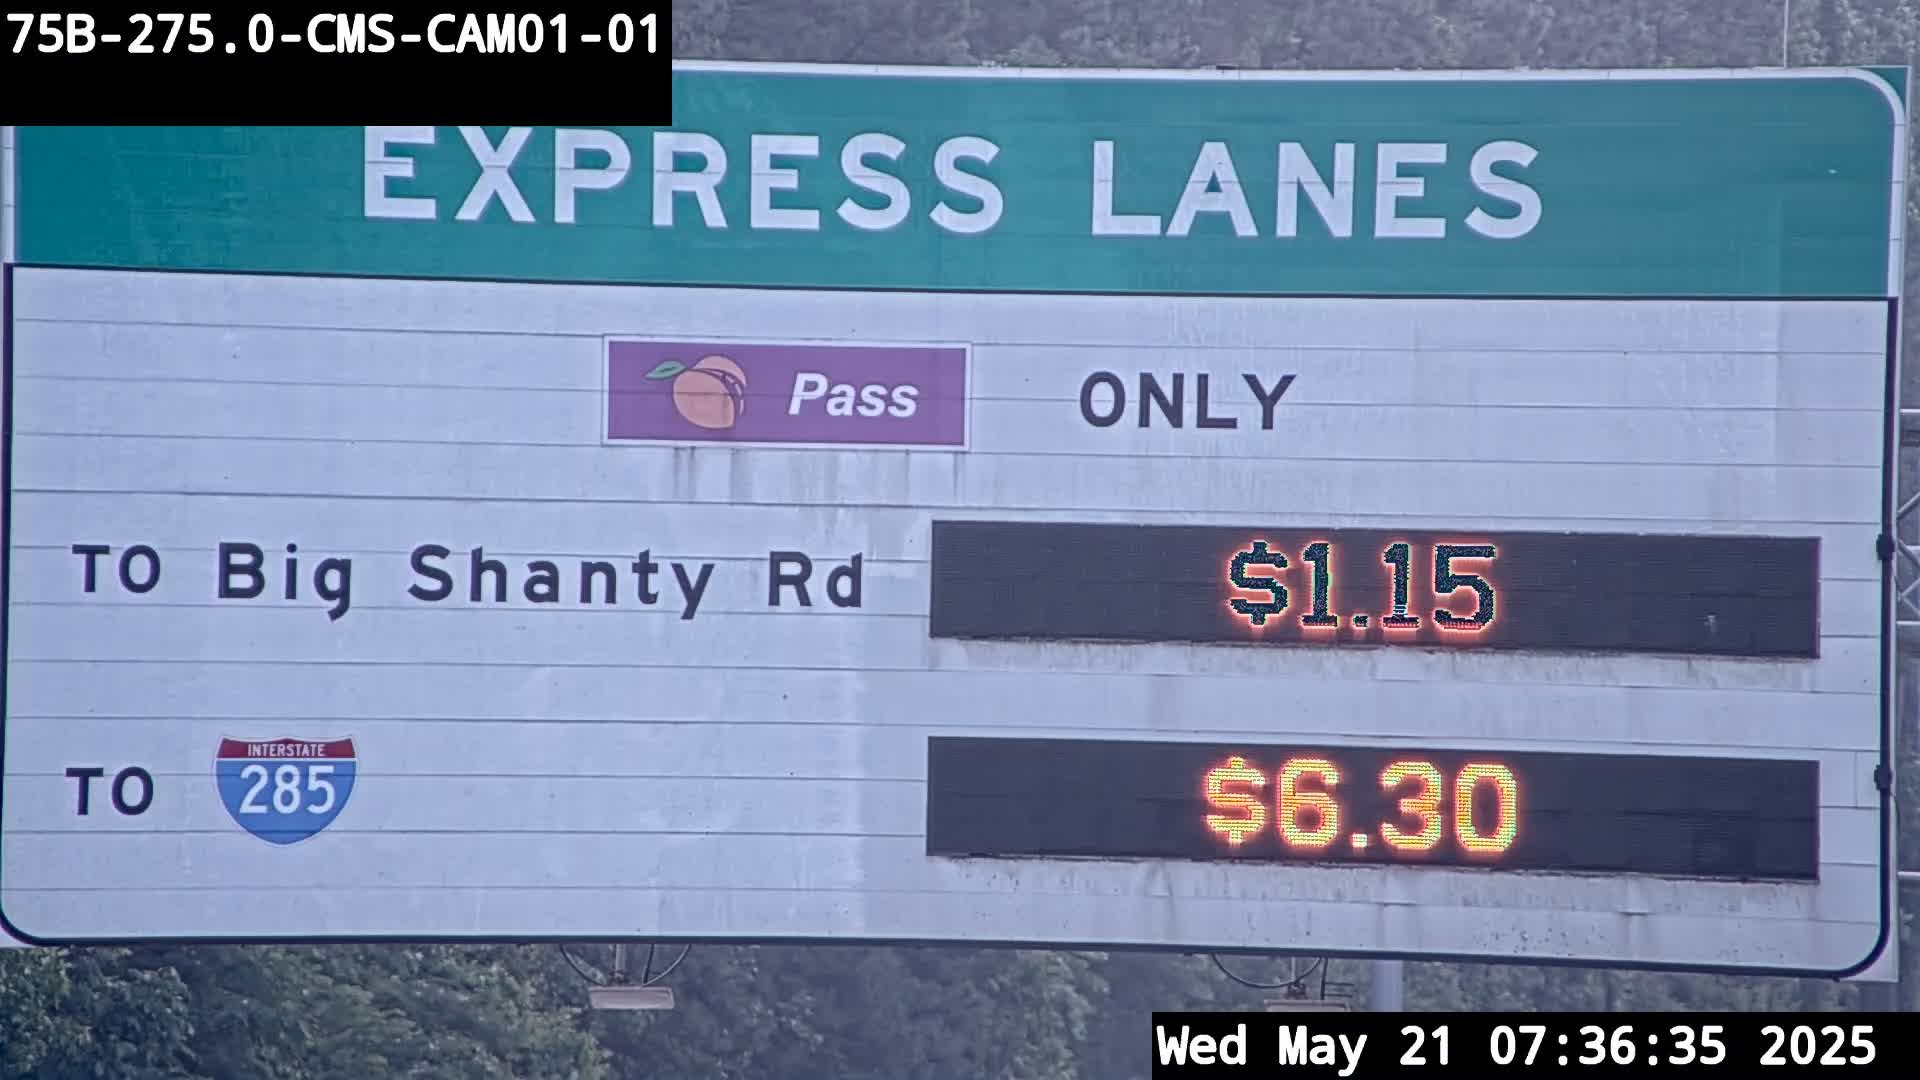 75B-275.0-CMS-CAM01-01
EXPRESS LANES
Pass ONLY
TO Big Shanty Rd $1.15
TO INTERSTATE 285 $6.30
Wed May 21 07:36:35 2025